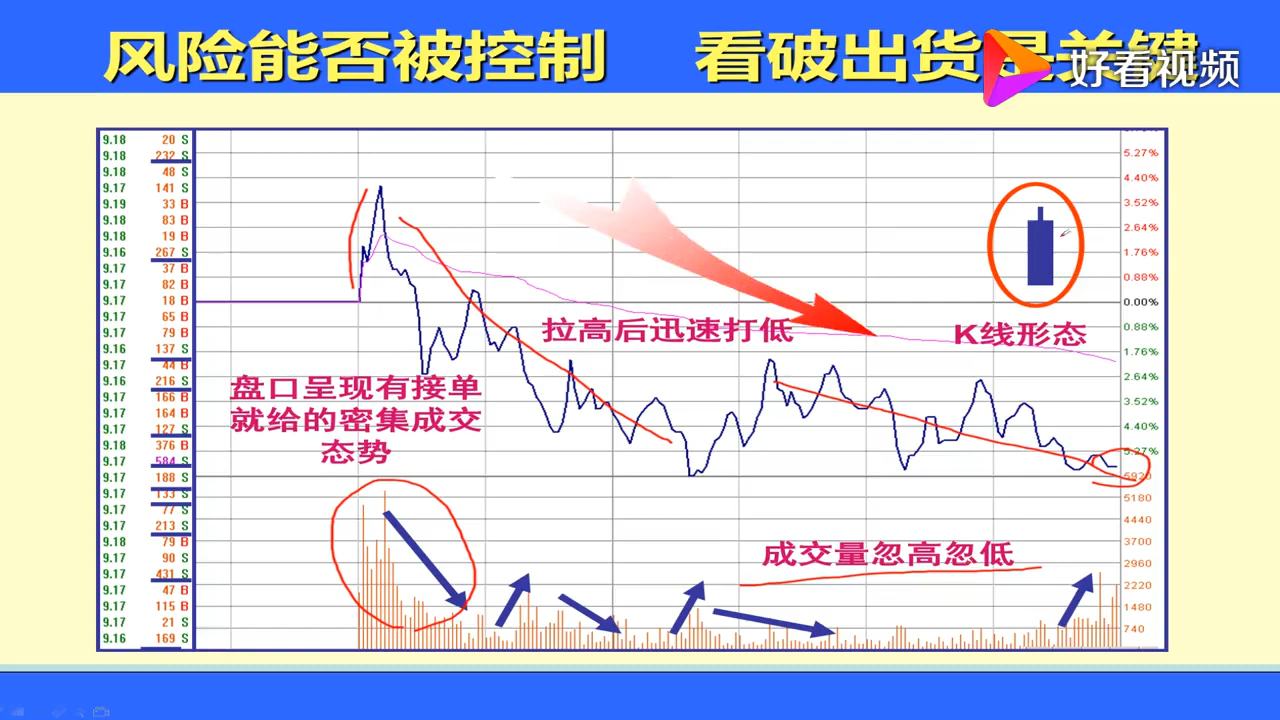 风险能否被控制 看破出货是关键
好看视频
9.18 20 S
9.18 232 S
9.18 48 S
9.17 141 S
9.19 33 B
9.18 83 B
9.18 19 B
9.16 267 S
9.17 37 B
9.17 82 B
9.17 18 B
9.17 65 B
9.17 79 B
9.16 137 S
9.17 44 B
9.16 216 S
9.17 166 B
9.17 164 B
9.17 127 S
9.18 376 B
9.17 584 S
9.17 188 S
9.17 133 S
9.17 77 S
9.17 213 S
9.18 79 B
9.17 90 S
9.17 431 S
9.17 47 B
9.17 115 B
9.17 21 S
9.16 169 S
拉高后迅速打低
K线形态
盘口呈现有接单
就给的密集成交
态势
成交量忽高忽低
5.27%
4.40%
3.52%
2.64%
1.76%
0.88%
0.00%
0.88%
1.76%
2.64%
3.52%
4.40%
5.27%
5920
5180
4440
3700
2960
2220
1480
740